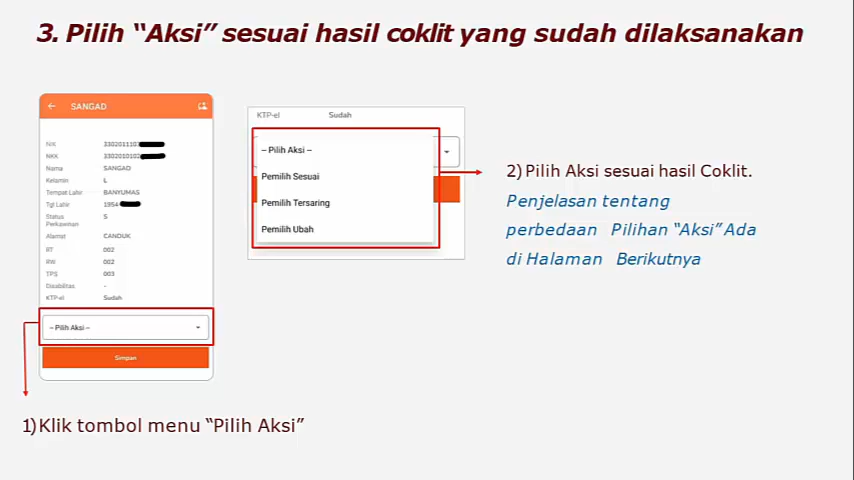 3. Pilih “Aksi” sesuai hasil coklit yang sudah dilaksanakan
SANGAD
NIK 3302011103
NKK 3302010102
Nama SANGAD
Kelamin L
Tempat Lahir BANYUMAS
Tgl Lahir 1954-
Status Perkawinan S
Alamat CANDUK
RT 002
RW 002
TPS 003
Disabilitas -
KTP-el Sudah
-- Pilih Aksi --
Simpan
1)Klik tombol menu “Pilih Aksi”
KTP-el Sudah
-- Pilih Aksi --
Pemilih Sesuai
Pemilih Tersaring
Pemilih Ubah
2) Pilih Aksi sesuai hasil Coklit.
Penjelasan tentang
perbedaan Pilihan “Aksi” Ada
di Halaman Berikutnya